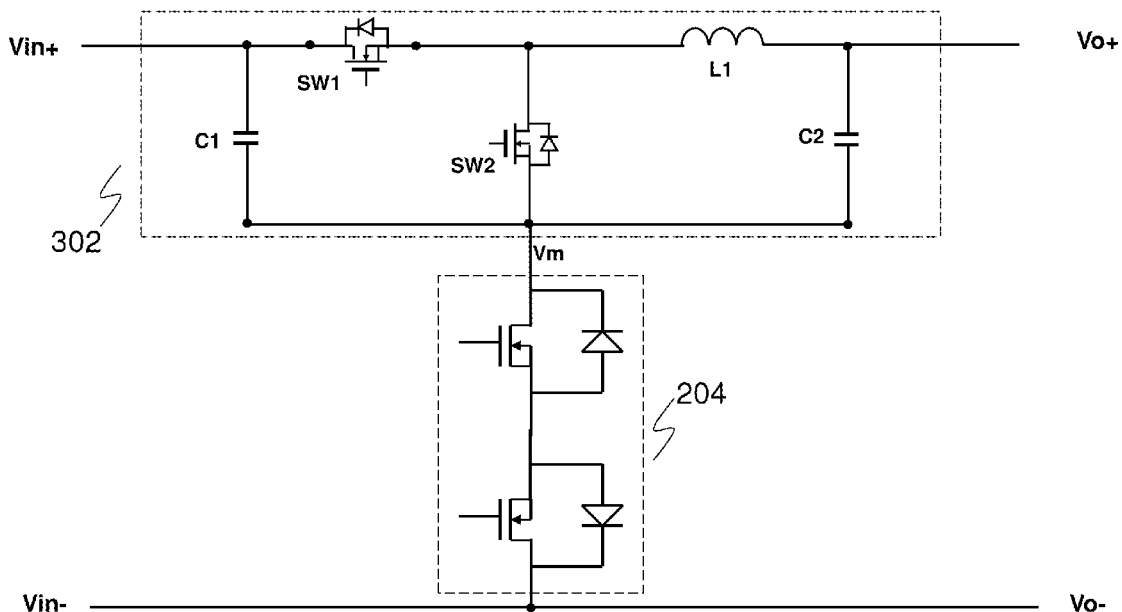 Vin+
Vo+
SW1
L1
C1
C2
SW2
302
Vm
204
Vin-
Vo-